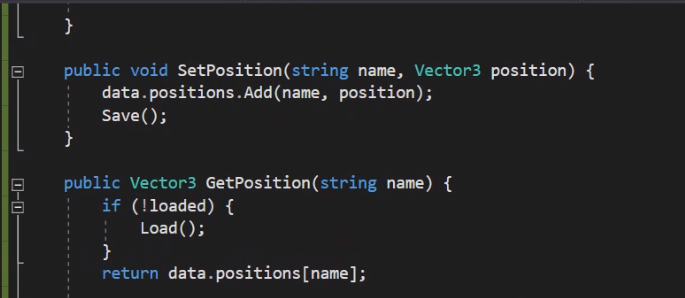 }
public void SetPosition(string name, Vector3 position) {
data.positions.Add(name, position);
Save();
}
public Vector3 GetPosition(string name) {
if (!loaded) {
Load();
}
return data.positions[name];